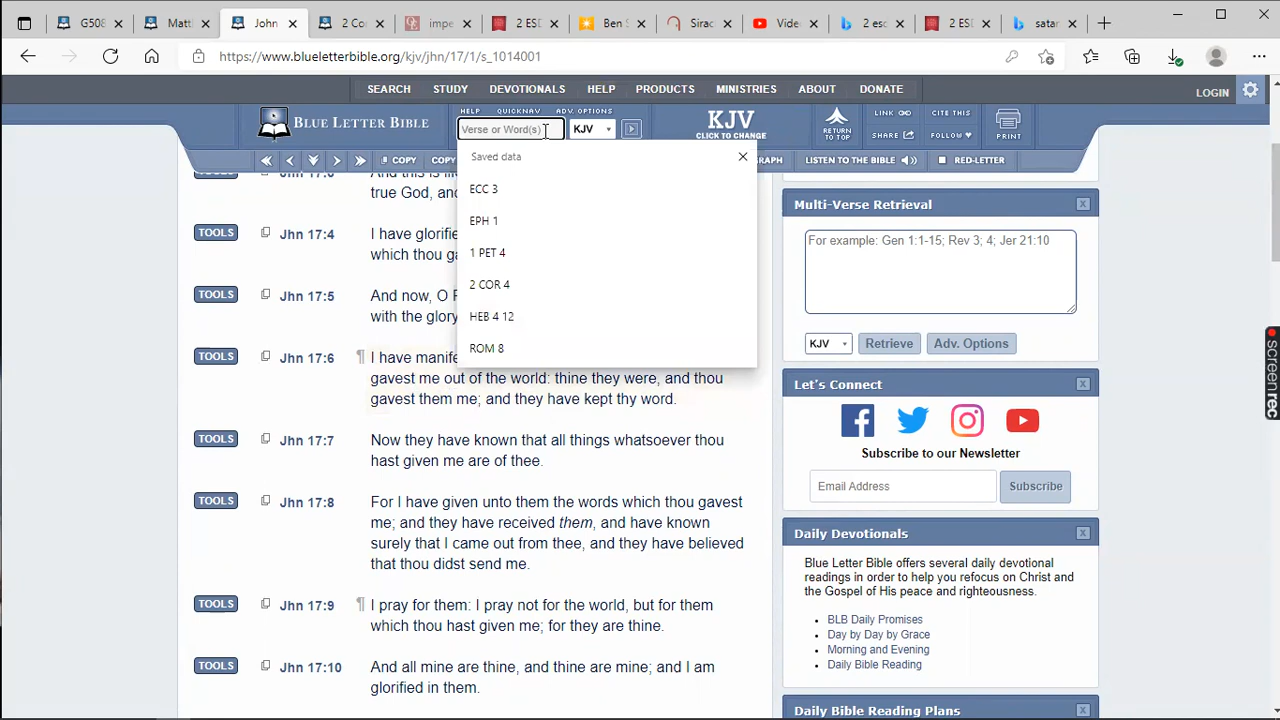 G508
Matth
John
2 Co
impe
2 ESD
Ben S
Sirac
Vide
2 esc
2 ESD
satan
https://www.blueletterbible.org/kjv/jhn/17/1/s_1014001
SEARCH STUDY DEVOTIONALS HELP PRODUCTS MINISTRIES ABOUT DONATE LOGIN
HELP QUICKNAV ADV. OPTIONS
BLUE LETTER BIBLE
Verse or Word(s)
KJV
KJV
CLICK TO CHANGE
RETURN
TO TOP
LINK
CITE THIS
SHARE
FOLLOW
PRINT
COPY
COPY
GRAPH
LISTEN TO THE BIBLE
RED-LETTER
Saved data
ECC 3
EPH 1
1 PET 4
2 COR 4
HEB 4 12
ROM 8
true God, and
TOOLS Jhn 17:4 I have glorifie
which thou ga
TOOLS Jhn 17:5 And now, O F
with the glory
TOOLS Jhn 17:6 ¶ I have manife
gavest me out of the world: thine they were, and thou
gavest them me; and they have kept thy word.
TOOLS Jhn 17:7 Now they have known that all things whatsoever thou
hast given me are of thee.
TOOLS Jhn 17:8 For I have given unto them the words which thou gavest
me; and they have received them, and have known
surely that I came out from thee, and they have believed
that thou didst send me.
TOOLS Jhn 17:9 ¶ I pray for them: I pray not for the world, but for them
which thou hast given me; for they are thine.
TOOLS Jhn 17:10 And all mine are thine, and thine are mine; and I am
glorified in them.
Multi-Verse Retrieval
For example: Gen 1:1-15; Rev 3; 4; Jer 21:10
KJV Retrieve Adv. Options
Let's Connect
Subscribe to our Newsletter
Email Address Subscribe
Daily Devotionals
Blue Letter Bible offers several daily devotional
readings in order to help you refocus on Christ and
the Gospel of His peace and righteousness.
BLB Daily Promises
Day by Day by Grace
Morning and Evening
Daily Bible Reading
Daily Bible Reading Plans
screenrec